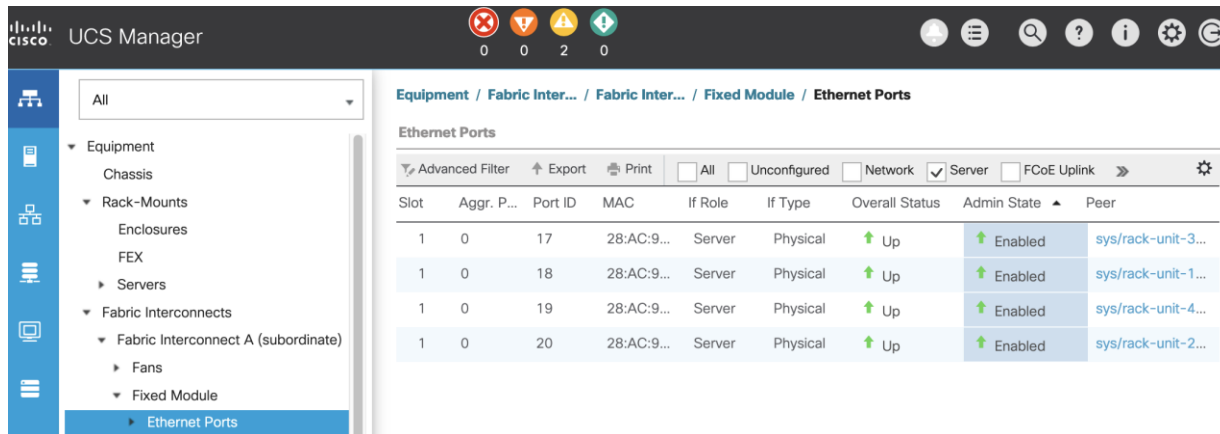 cisco UCS Manager
0 0 2 0
All
Equipment
Chassis
Rack-Mounts
Enclosures
FEX
Servers
Fabric Interconnects
Fabric Interconnect A (subordinate)
Fans
Fixed Module
Ethernet Ports
Equipment / Fabric Inter... / Fabric Inter... / Fixed Module / Ethernet Ports
Ethernet Ports
Advanced Filter Export Print All Unconfigured Network Server FCoE Uplink
Slot Aggr. P... Port ID MAC If Role If Type Overall Status Admin State Peer
1 0 17 28:AC:9... Server Physical Up Enabled sys/rack-unit-3...
1 0 18 28:AC:9... Server Physical Up Enabled sys/rack-unit-1...
1 0 19 28:AC:9... Server Physical Up Enabled sys/rack-unit-4...
1 0 20 28:AC:9... Server Physical Up Enabled sys/rack-unit-2...